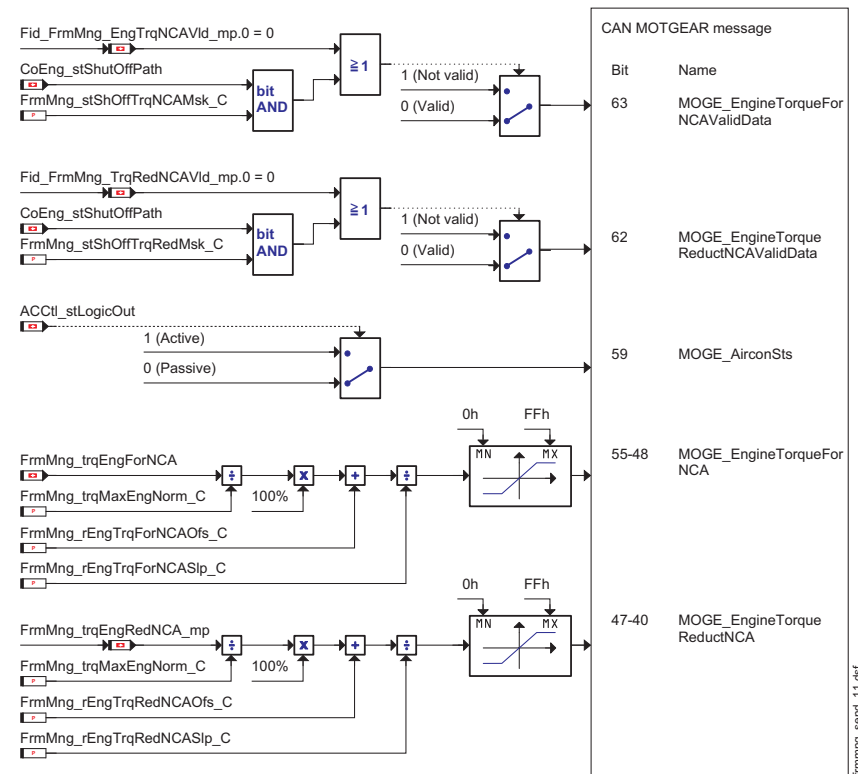 CAN MOTGEAR message
Bit Name
Fid_FrmMng_EngTrqNCAVld_mp.0 = 0
CoEng_stShutOffPath
FrmMng_stShOffTrqNCAMsk_C
P
bit
AND
≧1
1 (Not valid)
0 (Valid)
63 MOGE_EngineTorqueFor
NCAValidData
Fid_FrmMng_TrqRedNCAVld_mp.0 = 0
CoEng_stShutOffPath
FrmMng_stShOffTrqRedMsk_C
P
bit
AND
≧1
1 (Not valid)
0 (Valid)
62 MOGE_EngineTorque
ReductNCAValidData
ACCtl_stLogicOut
1 (Active)
0 (Passive)
59 MOGE_AirconSts
0h FFh
MN MX
FrmMng_trqEngForNCA
÷ x + ÷
FrmMng_trqMaxEngNorm_C
P
100%
FrmMng_rEngTrqForNCAOfs_C
P
FrmMng_rEngTrqForNCASlp_C
P
55-48 MOGE_EngineTorqueFor
NCA
0h FFh
MN MX
FrmMng_trqEngRedNCA_mp
÷ x + ÷
FrmMng_trqMaxEngNorm_C
P
100%
FrmMng_rEngTrqRedNCAOfs_C
P
FrmMng_rEngTrqRedNCASlp_C
P
47-40 MOGE_EngineTorque
ReductNCA
frmmng_send_11.dsf